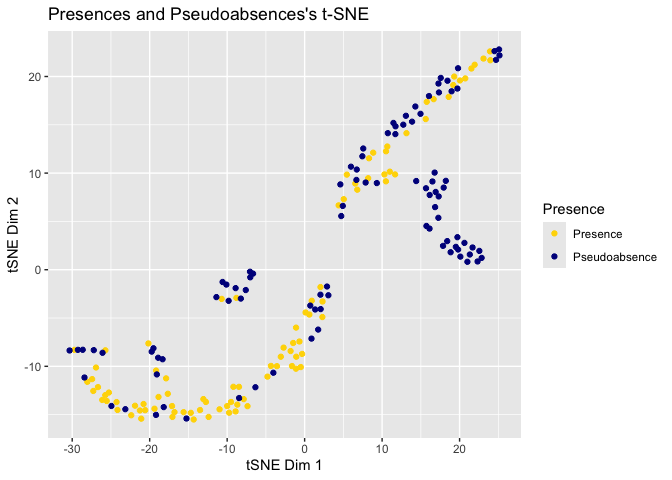 Presences and Pseudoabsences's t-SNE
20
10
0
-10
-30
-20
-10
0
10
20
tSNE Dim 1
tSNE Dim 2
Presence
Presence
Pseudoabsence